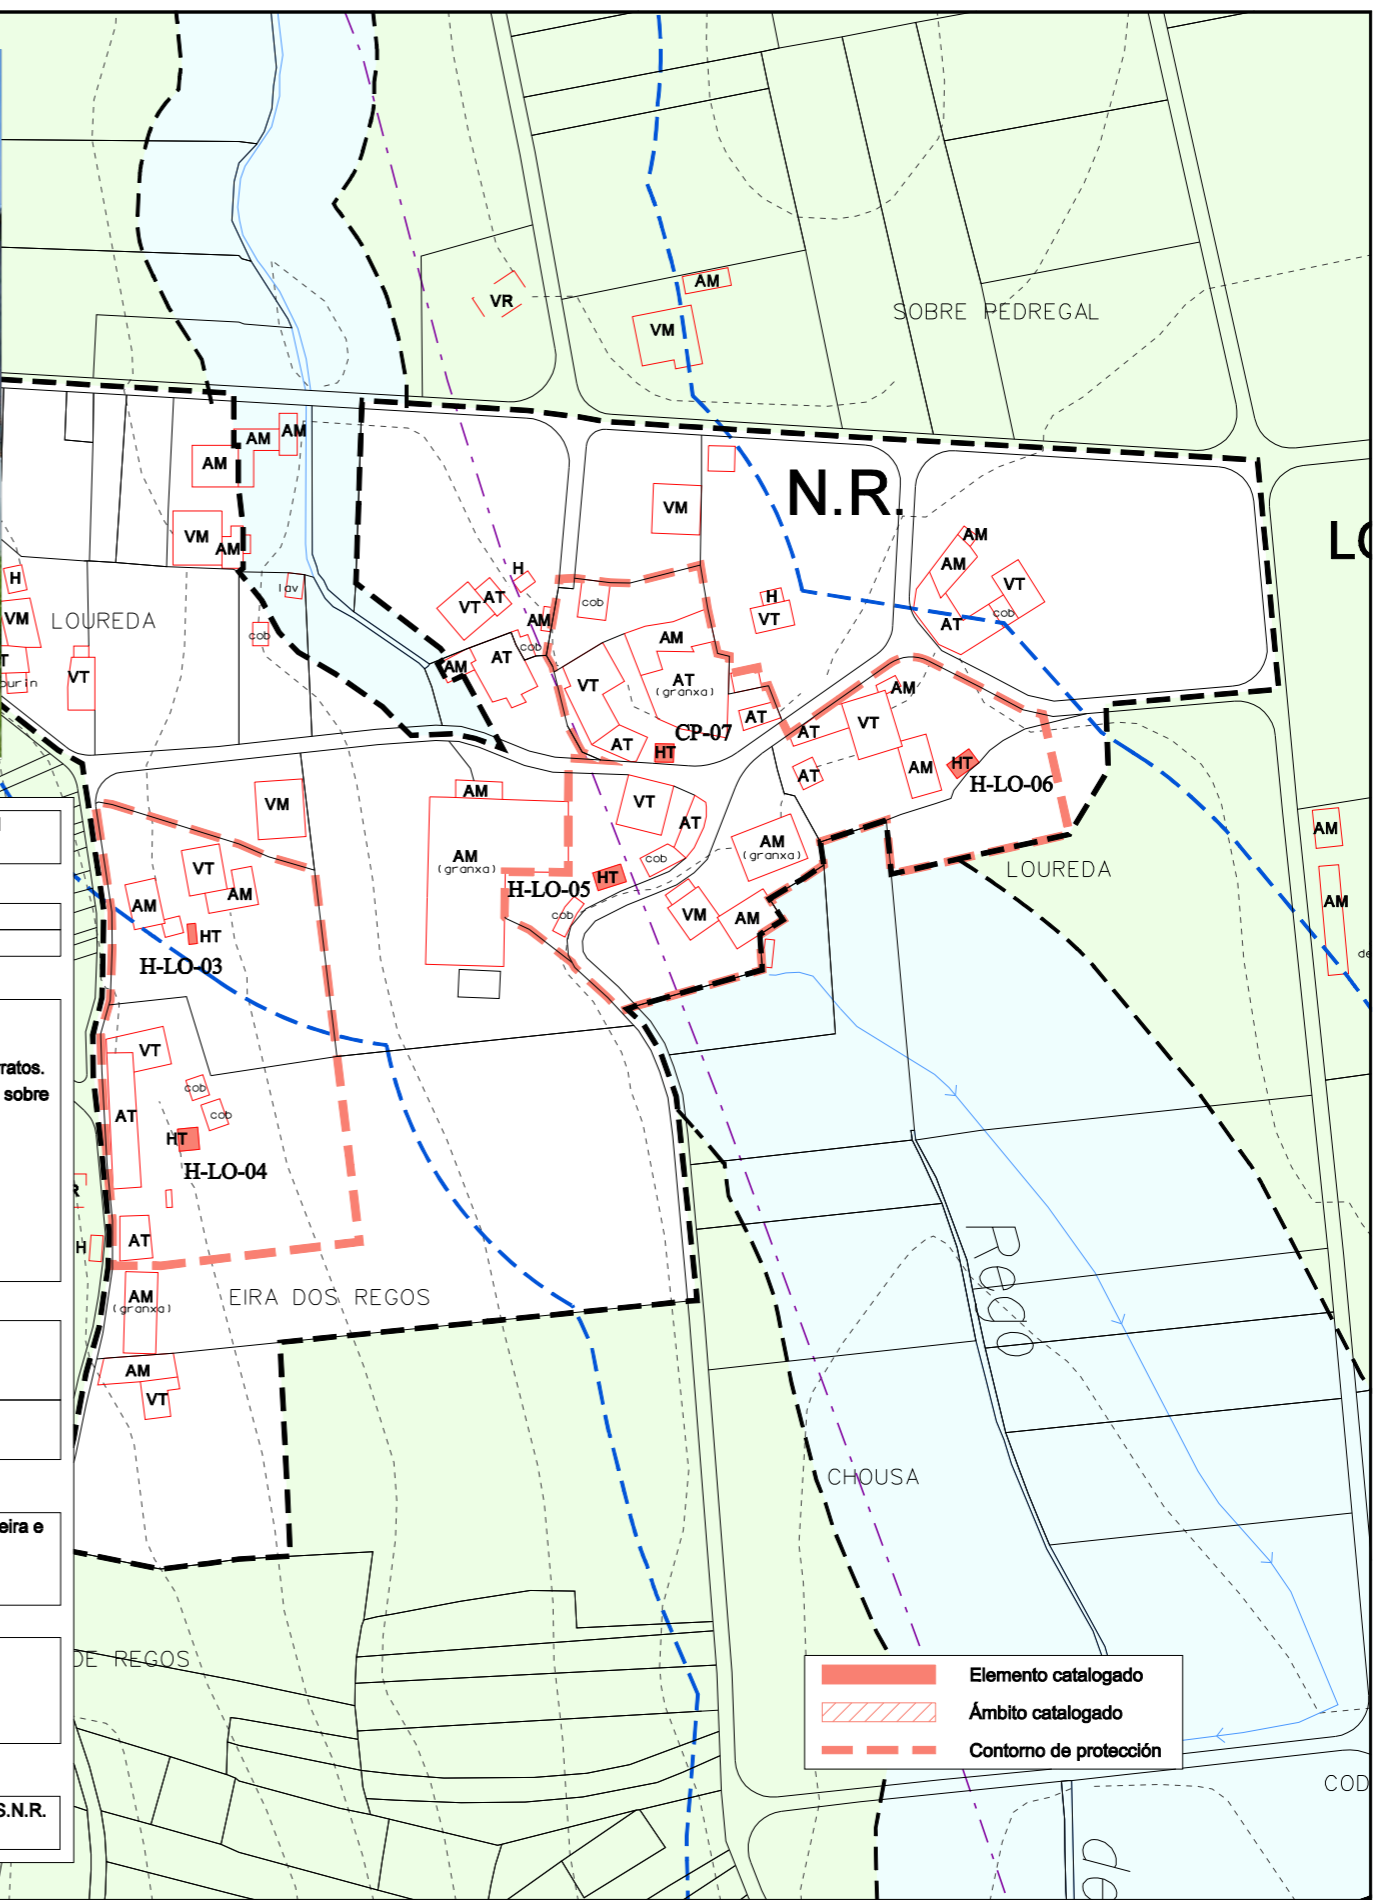 VR
AM
VM
SOBRE PEDREGAL
AM
AM
AM
VM
N.R.
VM
AM
AM
LO
AM
VT
H
H
lav
VT
AT
cob
H
VT
cob
AT
VM
LOUREDA
cob
AM
cob
AM
AT
AM
VT
VT
AT
(granxa)
AM
AT
VT
AT
AT
HT
CP-07
AT
AM
HT
H-LO-06
VM
AM
VT
AT
AM
AM
(granxa)
AM
(granxa)
cob
LOUREDA
VT
AM
HT
H-LO-05
AM
cob
VM
AM
AM
HT
H-LO-03
VT
ratos.
sobre
cob
AT
cob
HT
H-LO-04
AT
H
Rego
AM
(granxa)
EIRA DOS REGOS
AM
VT
CHOUSA
eira e
DE REGOS
Elemento catalogado
Ámbito catalogado
Contorno de protección
COD
S.N.R.
de